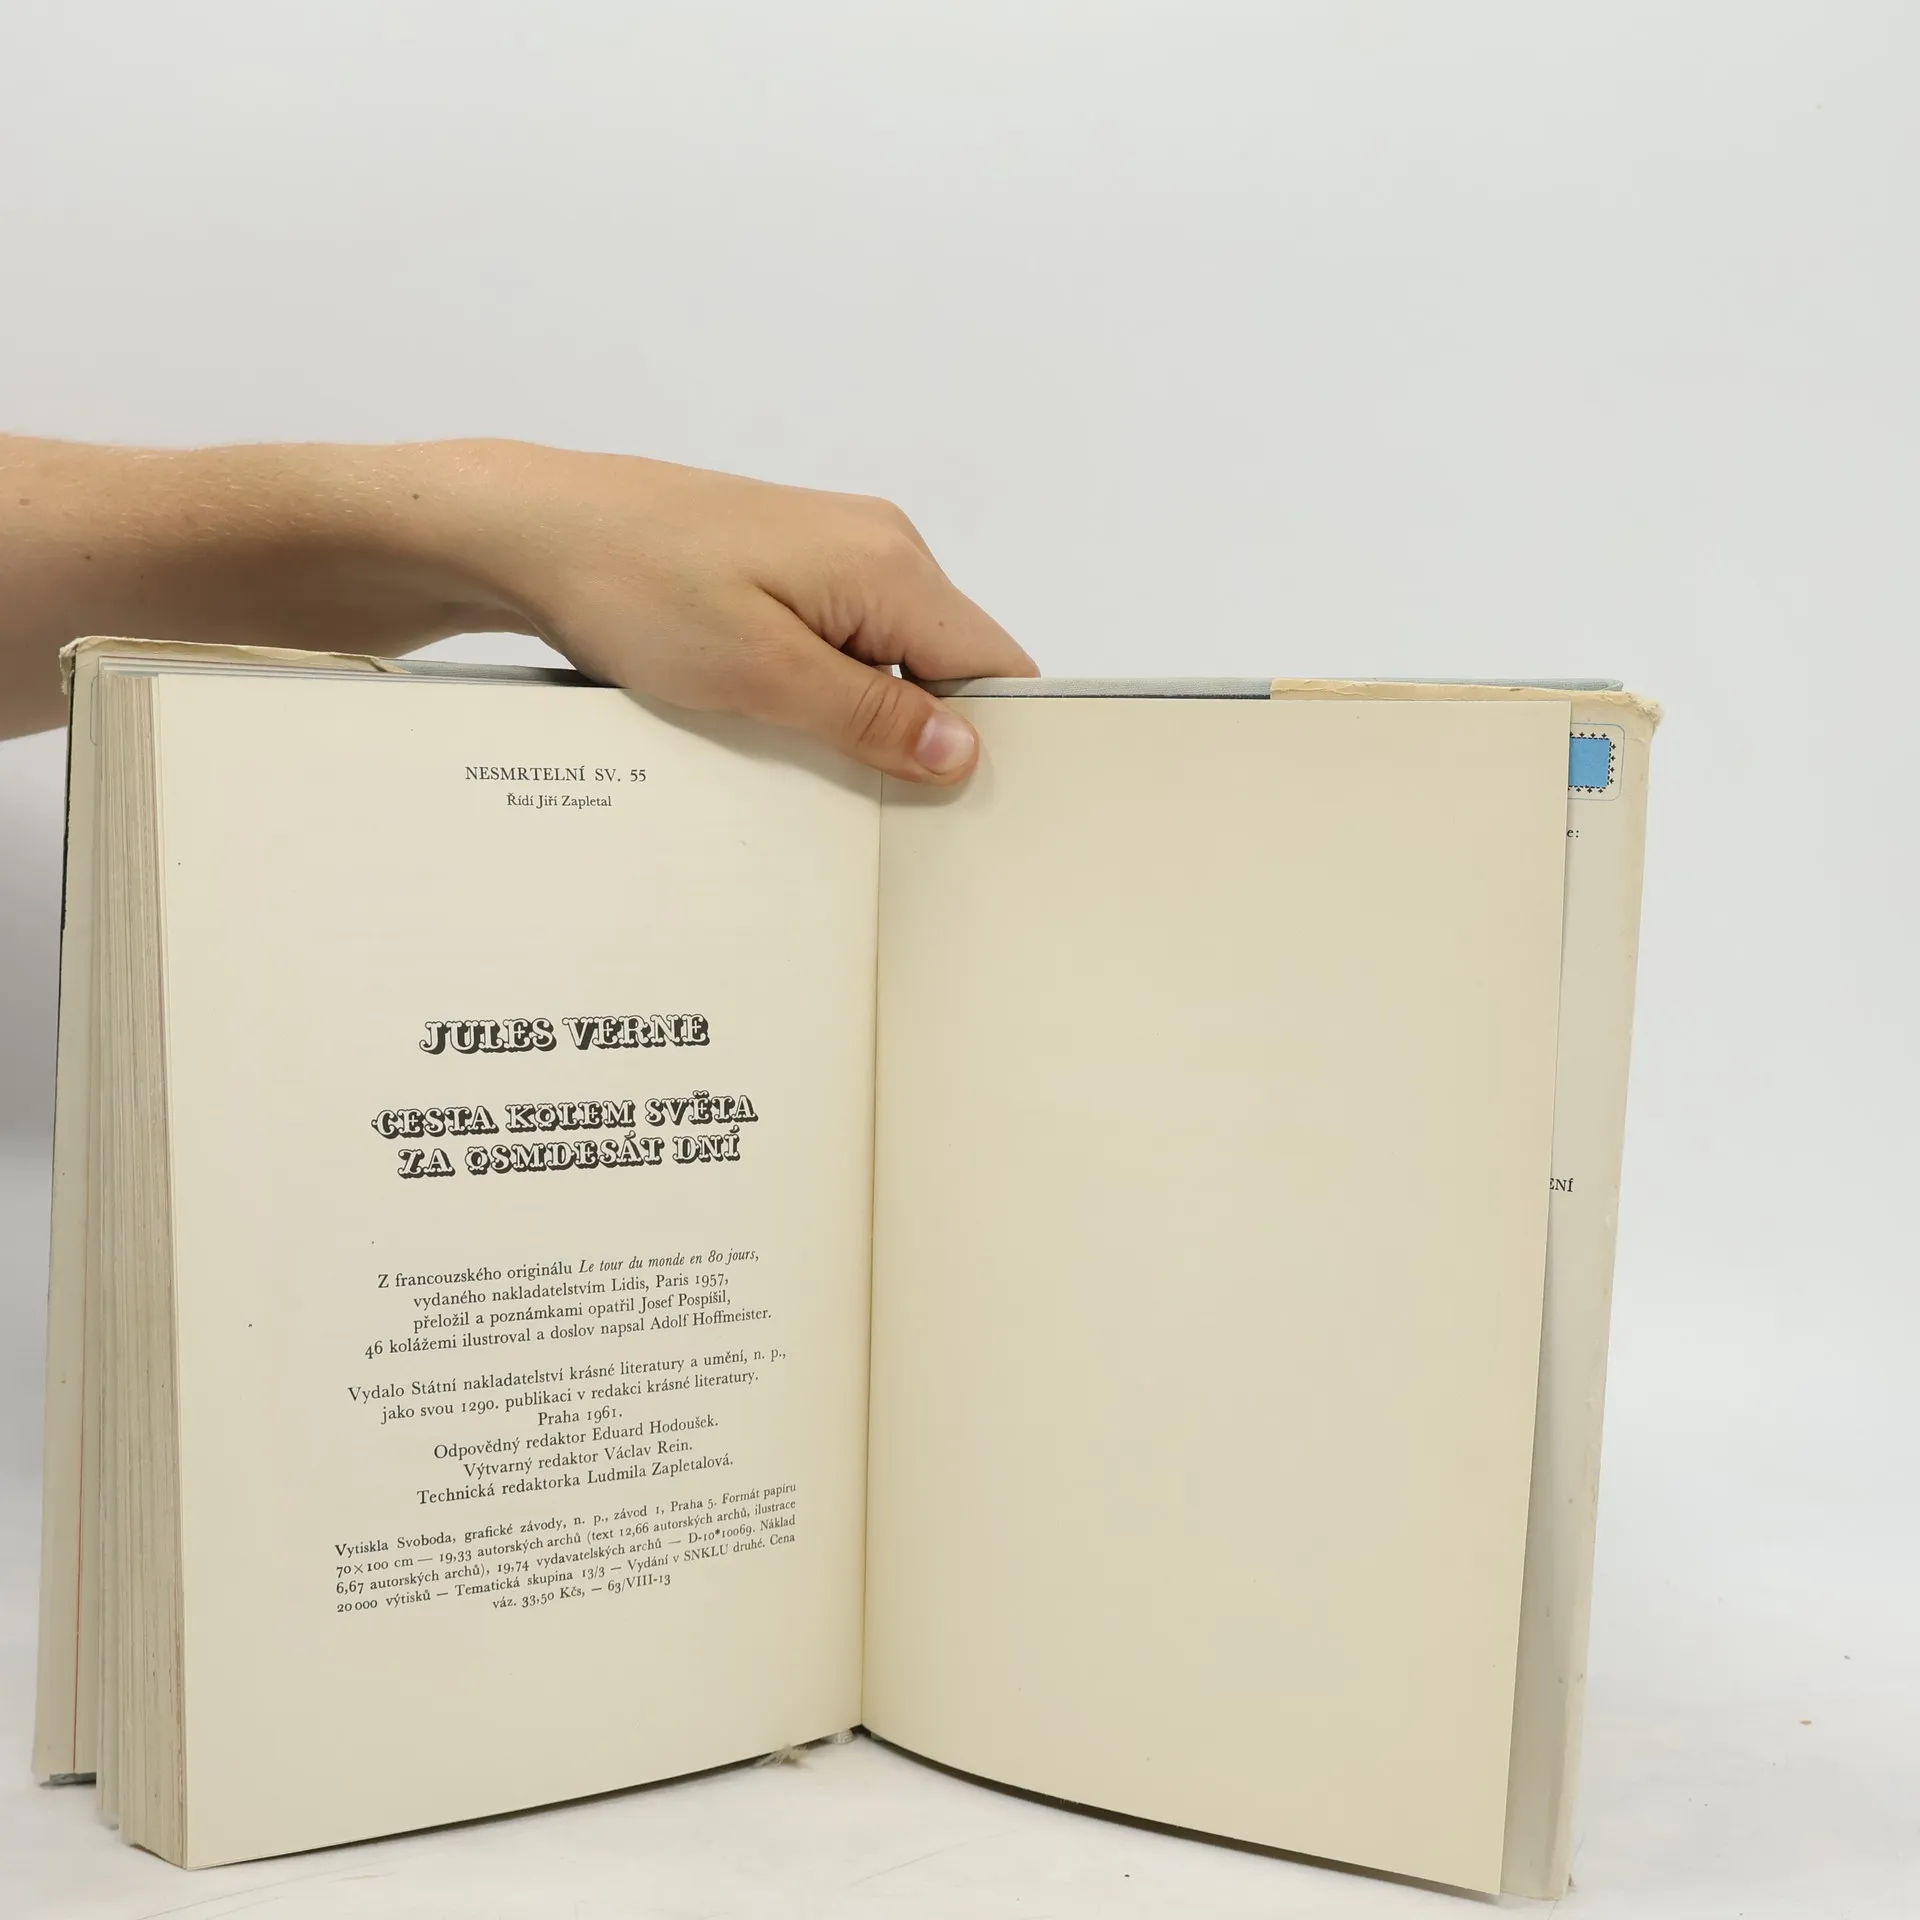 NESMRTELNÍ SV. 55
Řídí Jiří Zapletal
JULES VERNE
CESTA KOLEM SVĚTA
ZA OSMDESÁT DNÍ
Z francouzského originálu Le tour du monde en 80 jours,
vydaného nakladatelstvím Lidis, Paris 1957,
přeložil a poznámkami opatřil Josef Pospíšil,
46 kolážemi ilustroval a doslov napsal Adolf Hoffmeister.
Vydalo Státní nakladatelství krásné literatury a umění, n. p.,
jako svou 1290. publikaci v redakci krásné literatury.
Praha 1961.
Odpovědný redaktor Eduard Hodoušek.
Výtvarný redaktor Václav Rein.
Technická redaktorka Ludmila Zapletalová.
Vytiskla Svoboda, grafické závody, n. p., závod 1, Praha 5. Formát papíru
70×100 cm — 19,33 autorských archů (text 12,66 autorských archů, ilustrace
6,67 autorských archů), 19,74 vydavatelských archů — D-10*10069. Náklad
20 000 výtisků — Tematická skupina 13/3 — Vydání v SNKLU druhé. Cena
váz. 33,50 Kčs, — 63/VIII-13
e:
ENÍ